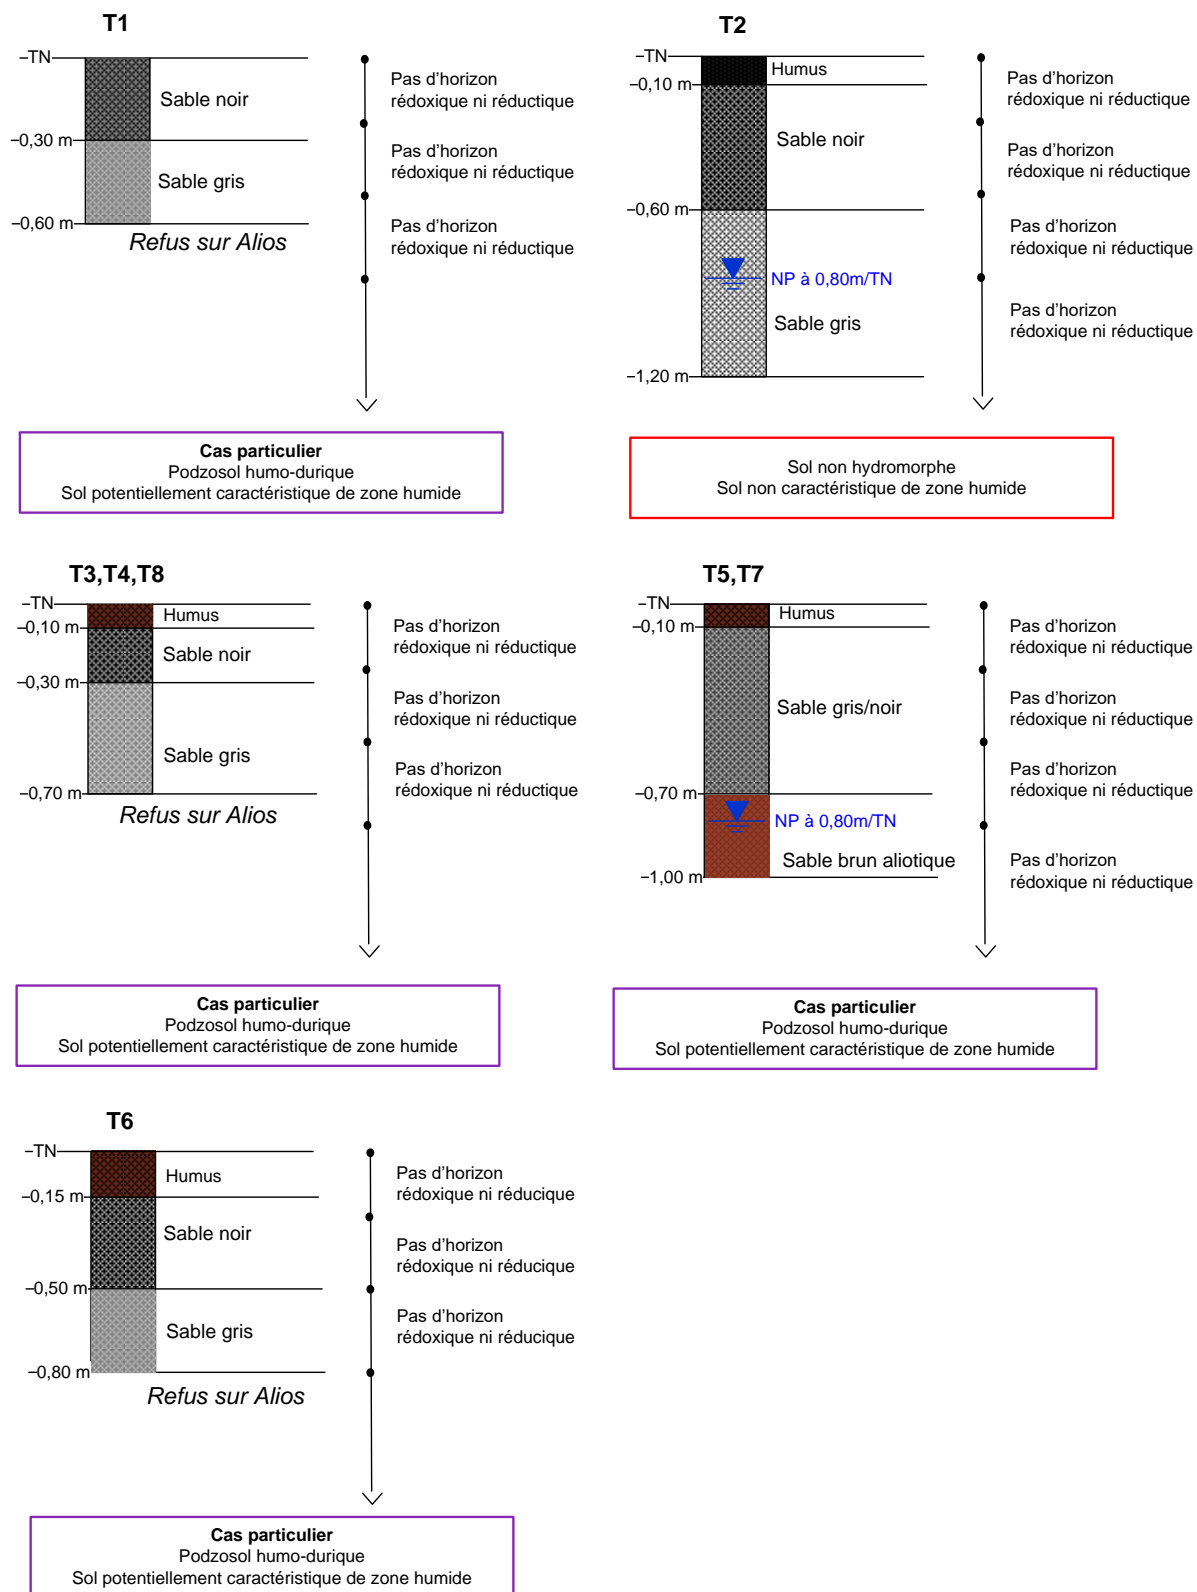 T1
–TN
Sable noir
–0,30 m
Sable gris
–0,60 m
Refus sur Alios
Pas d'horizon
rédoxique ni réductique
Pas d'horizon
rédoxique ni réductique
Pas d'horizon
rédoxique ni réductique
Cas particulier
Podzosol humo-durique
Sol potentiellement caractéristique de zone humide
T2
–TN
Humus
–0,10 m
Sable noir
–0,60 m
NP à 0,80m/TN
Sable gris
–1,20 m
Pas d'horizon
rédoxique ni réductique
Pas d'horizon
rédoxique ni réductique
Pas d'horizon
rédoxique ni réductique
Pas d'horizon
rédoxique ni réductique
Sol non hydromorphe
Sol non caractéristique de zone humide
T3,T4,T8
–TN
Humus
–0,10 m
Sable noir
–0,30 m
Sable gris
–0,70 m
Refus sur Alios
Pas d'horizon
rédoxique ni réductique
Pas d'horizon
rédoxique ni réductique
Pas d'horizon
rédoxique ni réductique
Cas particulier
Podzosol humo-durique
Sol potentiellement caractéristique de zone humide
T5,T7
–TN
Humus
–0,10 m
Sable gris/noir
–0,70 m
NP à 0,80m/TN
Sable brun aliotique
–1,00 m
Pas d'horizon
rédoxique ni réductique
Pas d'horizon
rédoxique ni réductique
Pas d'horizon
rédoxique ni réductique
Pas d'horizon
rédoxique ni réductique
Cas particulier
Podzosol humo-durique
Sol potentiellement caractéristique de zone humide
T6
–TN
Humus
–0,15 m
Sable noir
–0,50 m
Sable gris
–0,80 m
Refus sur Alios
Pas d'horizon
rédoxique ni réducique
Pas d'horizon
rédoxique ni réducique
Pas d'horizon
rédoxique ni réducique
Cas particulier
Podzosol humo-durique
Sol potentiellement caractéristique de zone humide